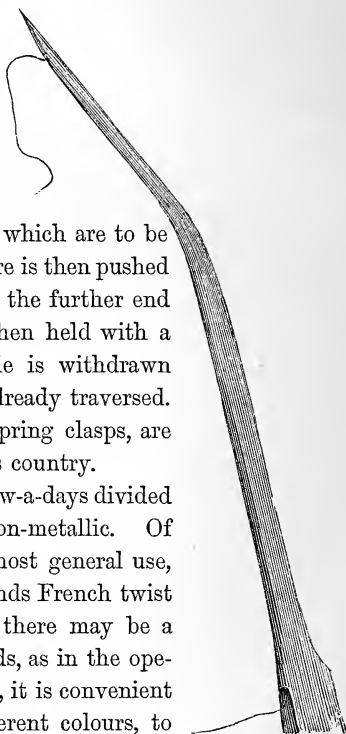 which are to be
re is then pushed
the further end
hen held with a
le is withdrawn
lready traversed.
pring clasps, are
s country.
w-a-days divided
on-metallic. Of
nost general use,
nds French twist
there may be a
ds, as in the ope-
, it is convenient
erent colours, to